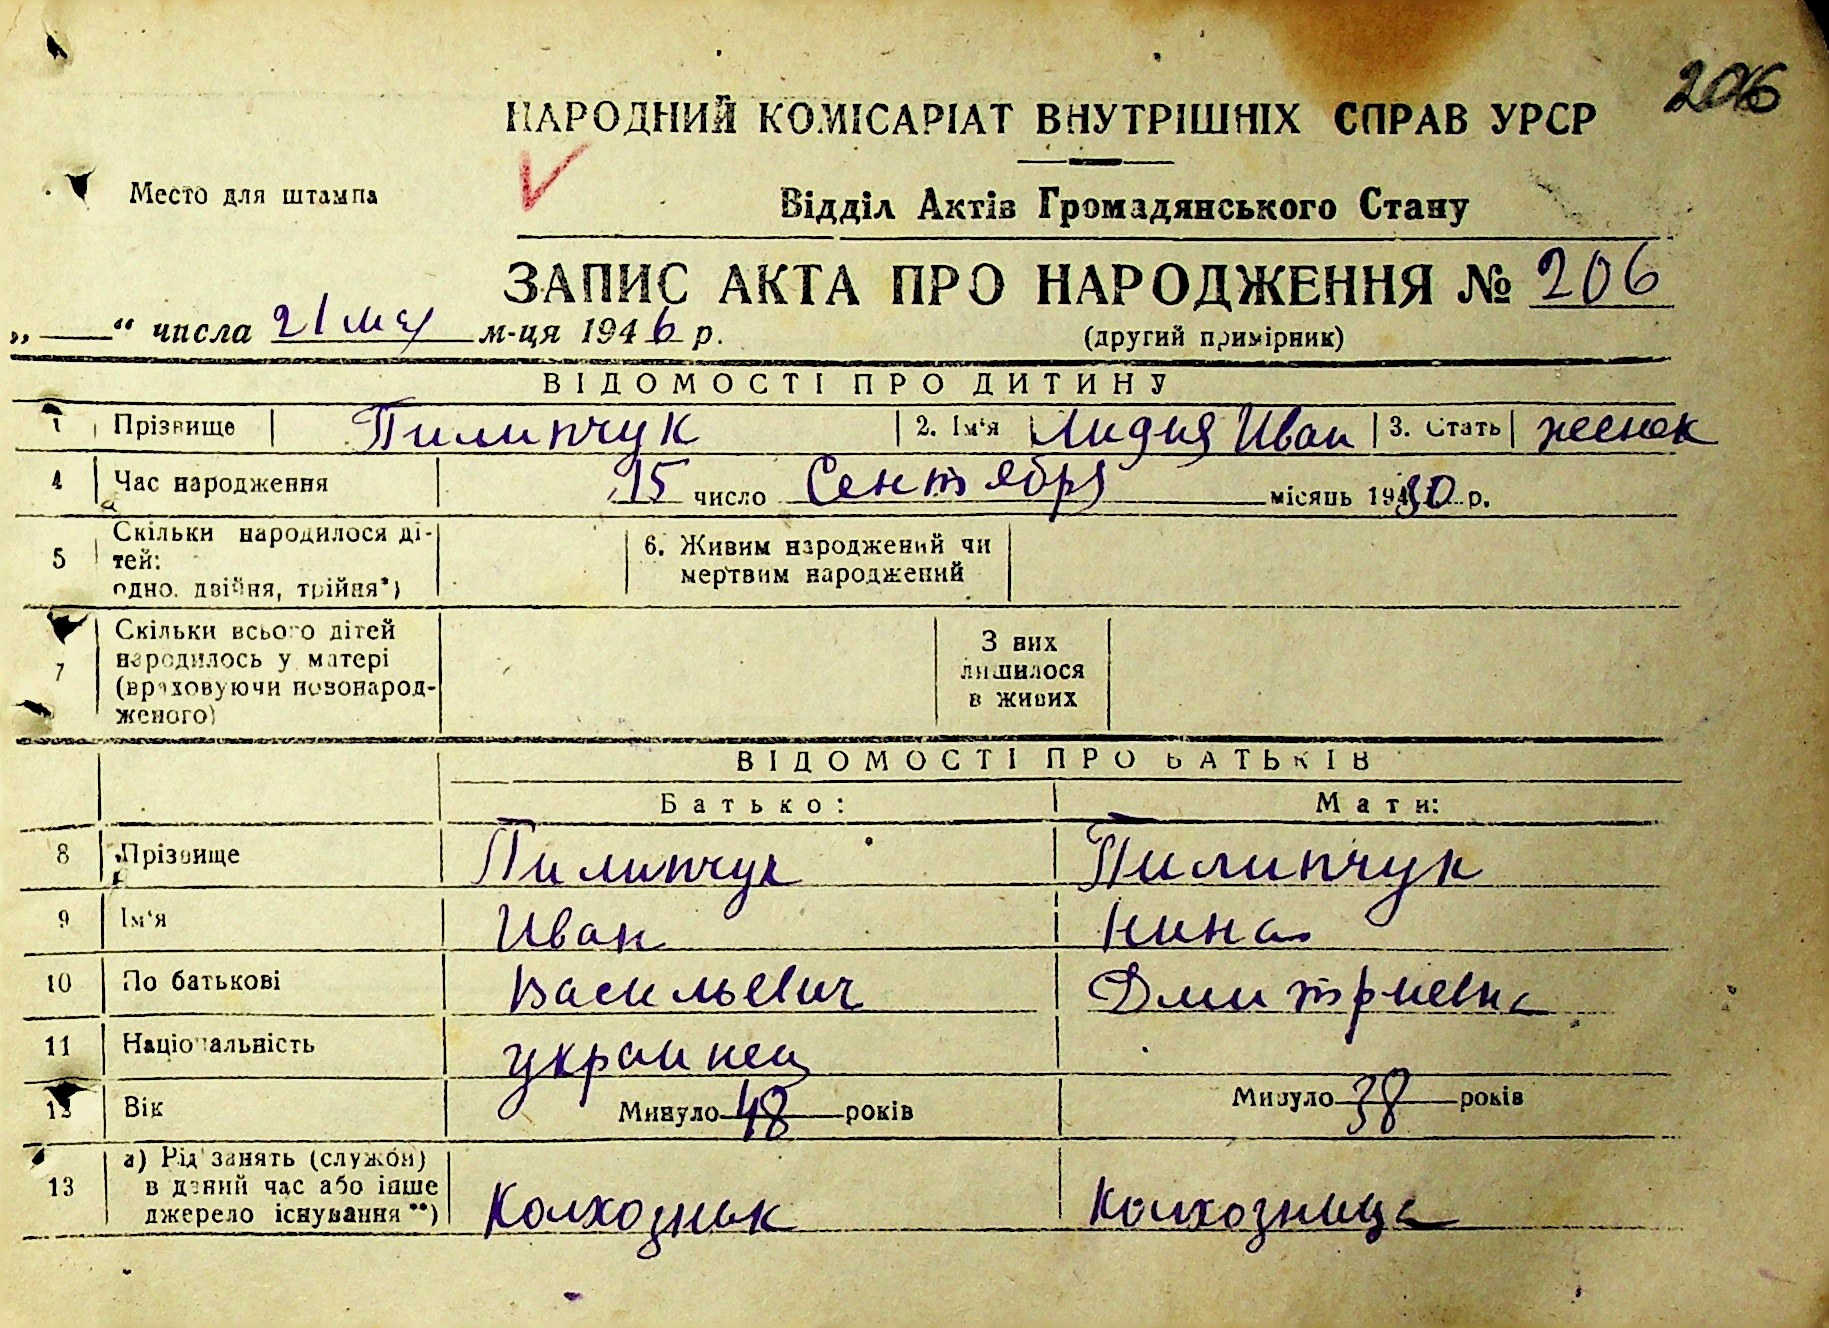 206
НАРОДНИЙ КОМІСАРІАТ ВНУТРІШНІХ СПРАВ УРСР
Место для штампа
Відділ Актів Громадянського Стану
ЗАПИС АКТА ПРО НАРОДЖЕННЯ № 206
„ — “ числа 21 мая м-ця 1946 р.
(другий примірник)
ВІДОМОСТІ ПРО ДИТИНУ
1 Прізвище Пилипчук 2. Ім'я Лидия Иван 3. Стать женск
4 Час народження 15 число Сентября місяць 1930 р.
5 Скільки народилося дітей: одно, двійня, трійня*) 6. Живим народжений чи мертвим народжений
7 Скільки всього дітей народилось у матері (враховуючи новонародженого) З них лишилося в живих
ВІДОМОСТІ ПРО БАТЬКІВ
Батько: Мати:
8 Прізвище Пилипчук Пилипчук
9 Ім'я Иван Нина
10 По батькові Васильевич Дмитриевна
11 Національність украинец
12 Вік Минуло 48 років Минуло 38 років
13 а) Рід занять (служби) в даний час або інше джерело існування**) Колхозник Колхозница